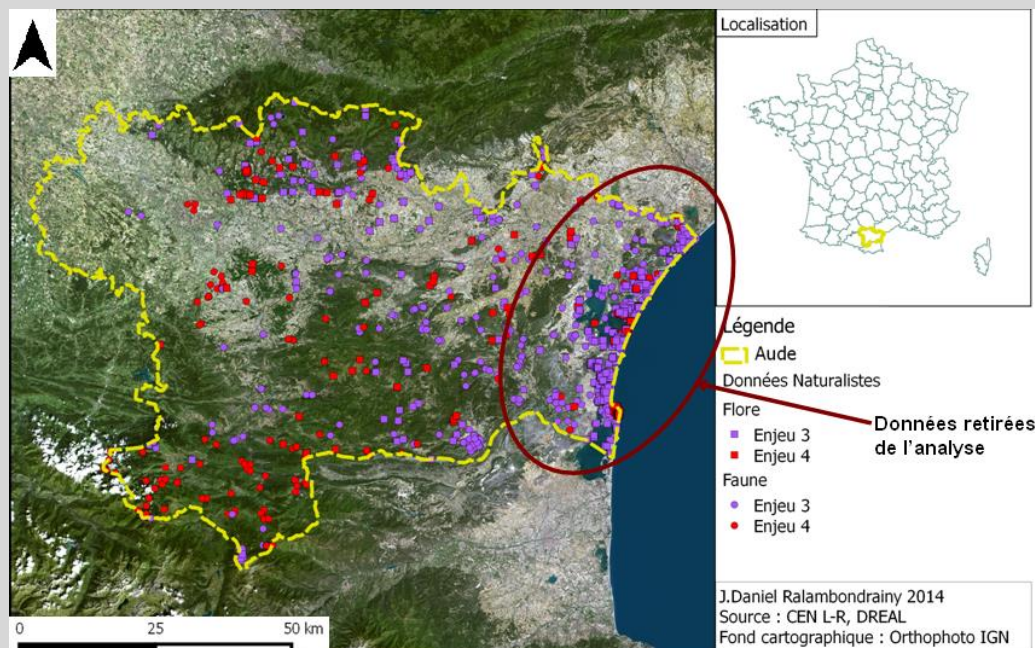 Localisation
Légende
Aude
Données Naturalistes
Flore
Enjeu 3
Enjeu 4
Faune
Enjeu 3
Enjeu 4
Données retirées
de l'analyse
J.Daniel Ralambondrainy 2014
Source : CEN L-R, DREAL
Fond cartographique : Orthophoto IGN
0 25 50 km